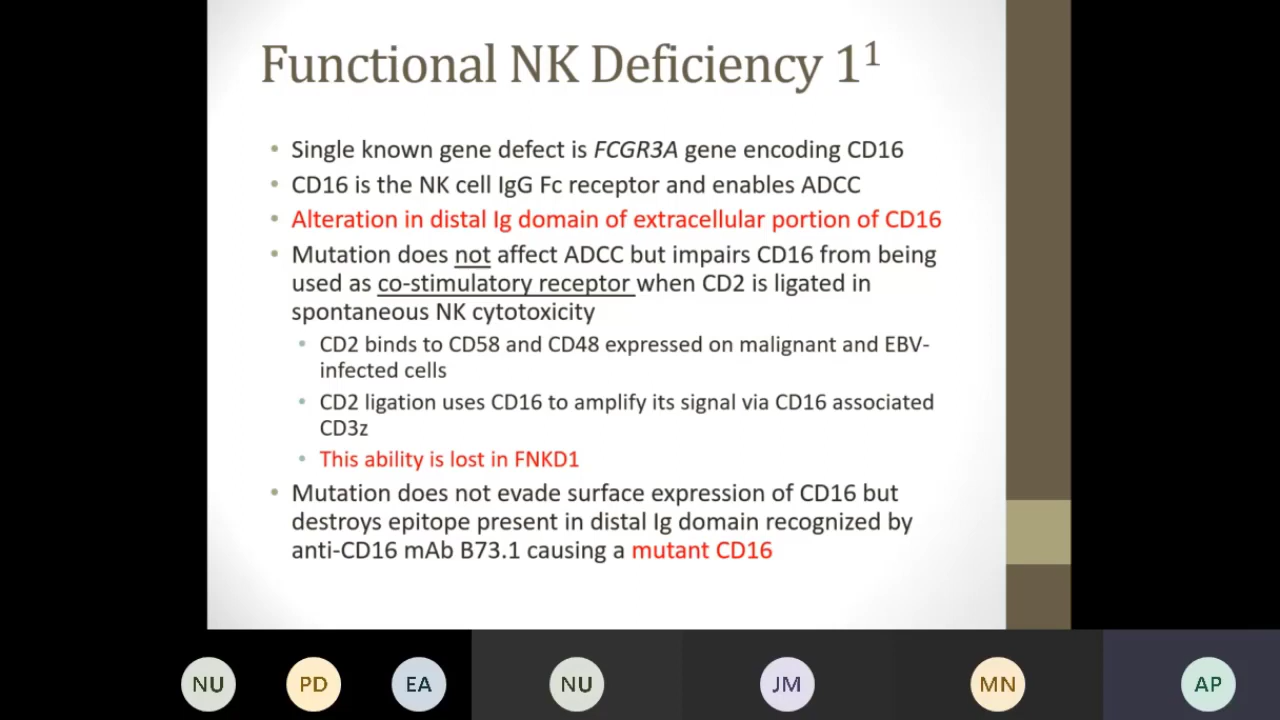 Functional NK Deficiency 1¹
• Single known gene defect is FCGR3A gene encoding CD16
• CD16 is the NK cell IgG Fc receptor and enables ADCC
• Alteration in distal Ig domain of extracellular portion of CD16
• Mutation does not affect ADCC but impairs CD16 from being
used as co-stimulatory receptor when CD2 is ligated in
spontaneous NK cytotoxicity
• CD2 binds to CD58 and CD48 expressed on malignant and EBV-
infected cells
• CD2 ligation uses CD16 to amplify its signal via CD16 associated
CD3z
• This ability is lost in FNKD1
• Mutation does not evade surface expression of CD16 but
destroys epitope present in distal Ig domain recognized by
anti-CD16 mAb B73.1 causing a mutant CD16
NU PD EA NU JM MN AP